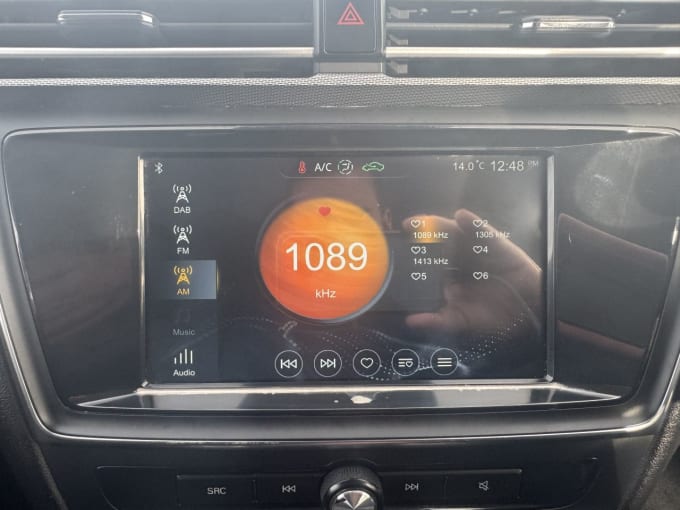 A/C
14.0°C 12:48 PM
DAB
FM
AM
Music
Audio
1089
kHz
1
1089 kHz
2
1305 kHz
3
1413 kHz
4
5
6
SRC